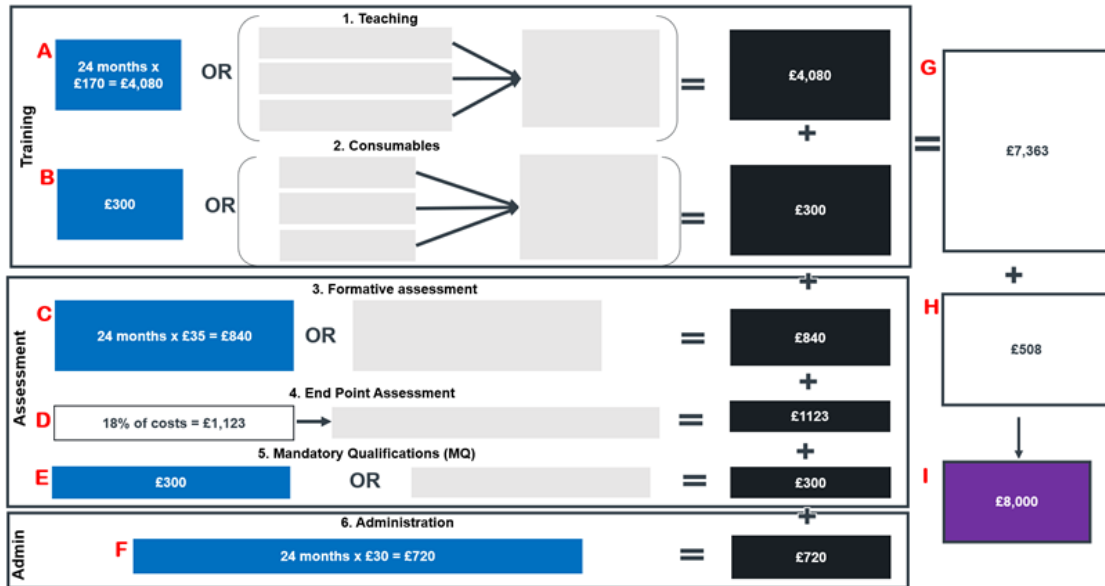 1. Teaching
A
24 months x
£170 = £4,080
OR
=
£4,080
+
Training
2. Consumables
B
£300
OR
=
£300
=
G
£7,363
+
+
3. Formative assessment
C
24 months x £35 = £840
OR
=
£840
+
Assessment
4. End Point Assessment
D
18% of costs = £1,123
=
£1123
+
5. Mandatory Qualifications (MQ)
E
£300
OR
=
£300
+
H
£508
I
£8,000
6. Administration
Admin
F
24 months x £30 = £720
=
£720